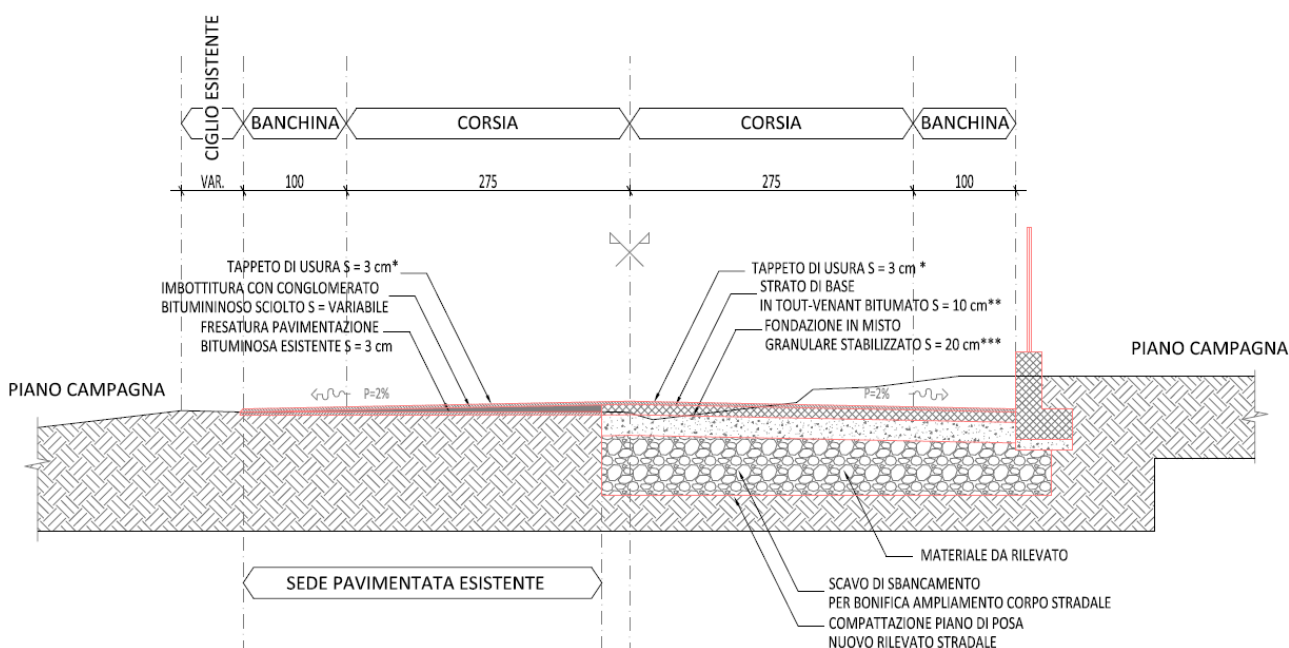 CIGLIO ESISTENTE
BANCHINA
CORSIA
CORSIA
BANCHINA
VAR.
100
275
275
100
TAPPETO DI USURA S = 3 cm*
IMBOTTITURA CON CONGLOMERATO
BITUMININOSO SCIOLTO S = VARIABILE
FRESATURA PAVIMENTAZIONE
BITUMINOSA ESISTENTE S = 3 cm
TAPPETO DI USURA S = 3 cm *
STRATO DI BASE
IN TOUT-VENANT BITUMATO S = 10 cm**
FONDAZIONE IN MISTO
GRANULARE STABILIZZATO S = 20 cm***
PIANO CAMPAGNA
PIANO CAMPAGNA
P=2%
P=2%
MATERIALE DA RILEVATO
SCAVO DI SBANCAMENTO
PER BONIFICA AMPLIAMENTO CORPO STRADALE
COMPATTAZIONE PIANO DI POSA
NUOVO RILEVATO STRADALE
SEDE PAVIMENTATA ESISTENTE